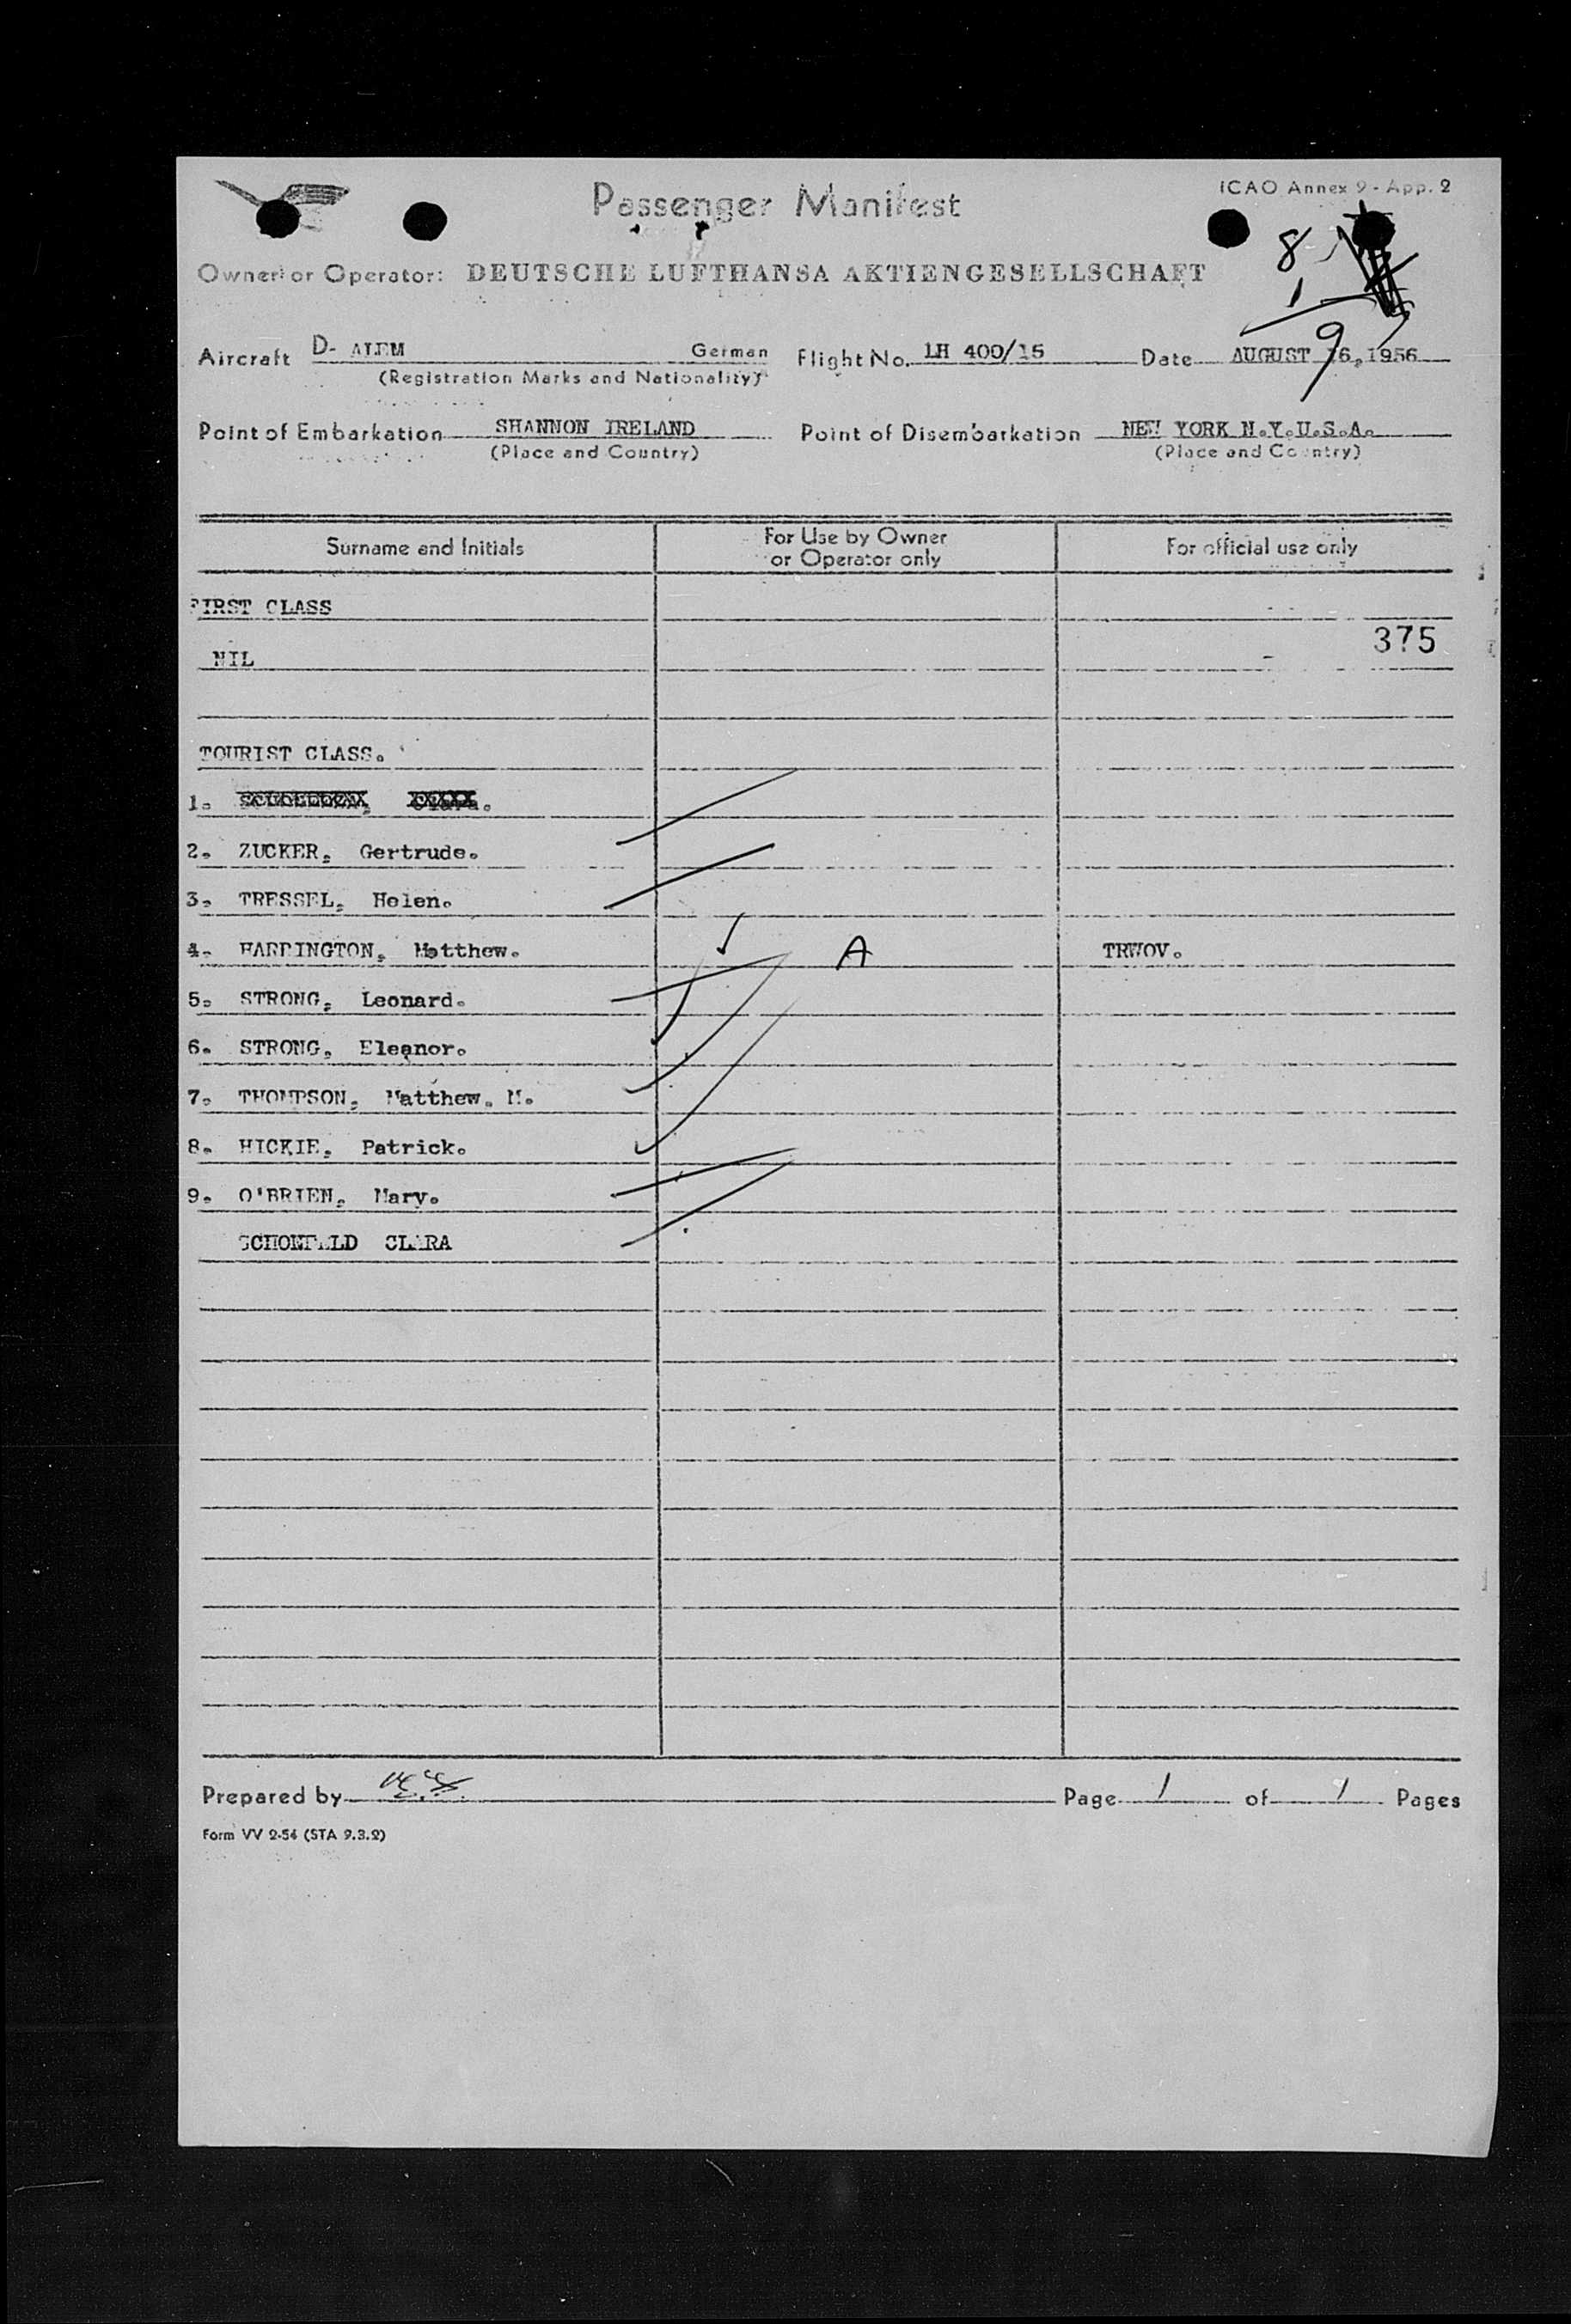 Passenger Manifest
ICAO Annex 9 - App. 2
8
1
9
Owner or Operator: DEUTSCHE LUFTHANSA AKTIENGESELLSCHAFT
Aircraft D- ALEM German Flight No. LH 400/15 Date AUGUST 16, 1956
(Registration Marks and Nationality)
Point of Embarkation SHANNON IRELAND Point of Disembarkation NEW YORK N.Y.U.S.A.
(Place and Country) (Place and Country)
Surname and Initials For Use by Owner or Operator only For official use only
FIRST CLASS
375
NIL
TOURIST CLASS.
1.
2. ZUCKER, Gertrude.
3. TRESSEL, Helen.
4. HARRINGTON, Matthew. A TRWOV.
5. STRONG, Leonard.
6. STRONG, Eleanor.
7. THOMPSON, Matthew. M.
8. HICKIE, Patrick.
9. O'BRIEN, Mary.
SCHONFELD CLARA
Prepared by Page 1 of 1 Pages
Form VV 2-54 (STA 9.3.2)